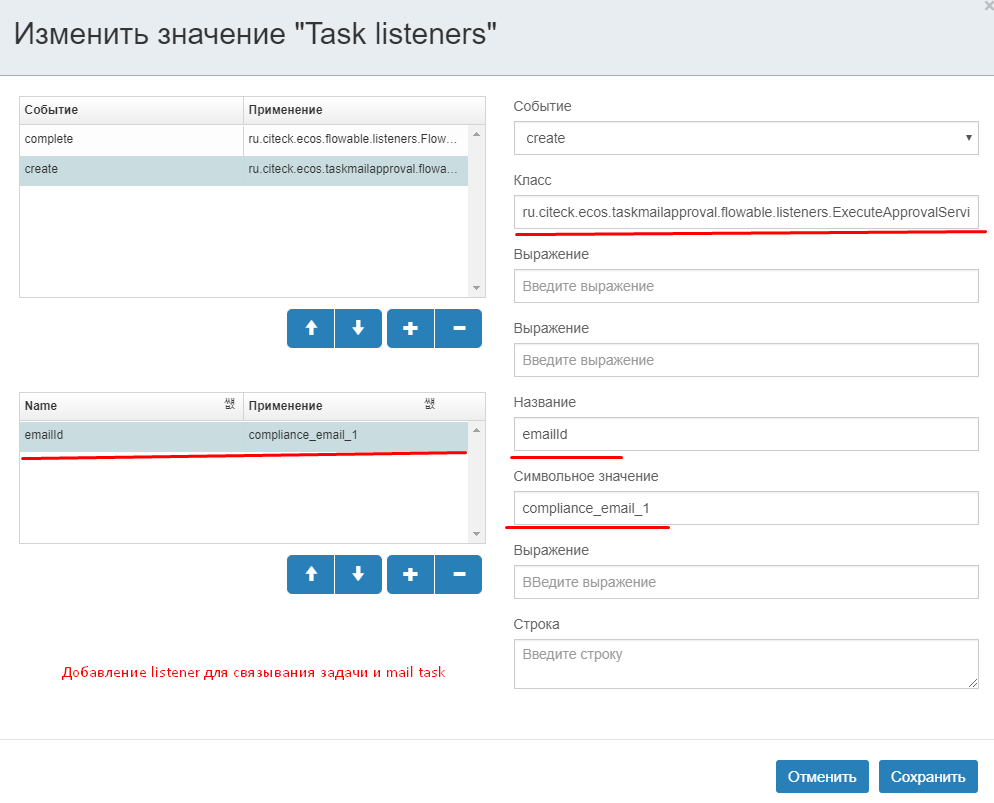 ×
Изменить значение "Task listeners"
Событие Применение
complete ru.citeck.ecos.flowable.listeners.Flow...
create ru.citeck.ecos.taskmailapproval.flowa...
Name Применение
emailId compliance_email_1
Добавление listener для связывания задачи и mail task
Событие
create
Класс
ru.citeck.ecos.taskmailapproval.flowable.listeners.ExecuteApprovalServi
Выражение
Введите выражение
Выражение
Введите выражение
Название
emailId
Символьное значение
compliance_email_1
Выражение
ВВедите выражение
Строка
Введите строку
Отменить Сохранить